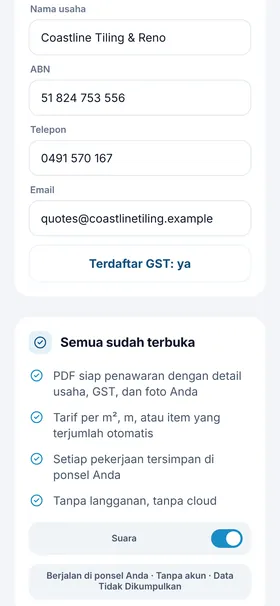 Nama usaha
Coastline Tiling & Reno
ABN
51 824 753 556
Telepon
0491 570 167
Email
quotes@coastlinetiling.example
Terdaftar GST: ya
Semua sudah terbuka
PDF siap penawaran dengan detail
usaha, GST, dan foto Anda
Tarif per m², m, atau item yang
terjumlah otomatis
Setiap pekerjaan tersimpan di
ponsel Anda
Tanpa langganan, tanpa cloud
Suara
Berjalan di ponsel Anda · Tanpa akun · Data
Tidak Dikumpulkan